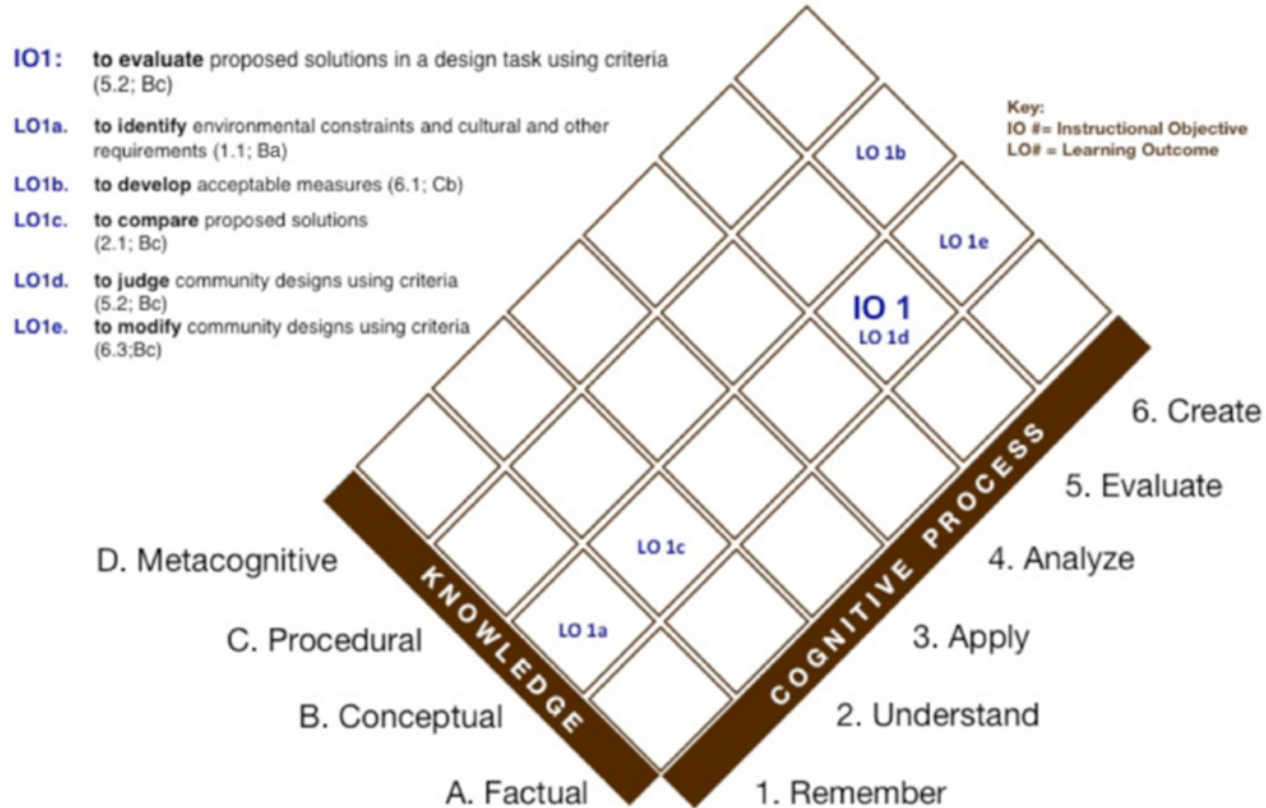 IO1: to evaluate proposed solutions in a design task using criteria
(5.2; Bc)
LO1a. to identify environmental constraints and cultural and other
requirements (1.1; Ba)
LO1b. to develop acceptable measures (6.1; Cb)
LO1c. to compare proposed solutions
(2.1; Bc)
LO1d. to judge community designs using criteria
(5.2; Bc)
LO1e. to modify community designs using criteria
(6.3;Bc)
Key:
IO #= Instructional Objective
LO# = Learning Outcome
LO 1b
LO 1e
IO 1
LO 1d
LO 1c
LO 1a
KNOWLEDGE
COGNITIVE PROCESS
D. Metacognitive
C. Procedural
B. Conceptual
A. Factual
6. Create
5. Evaluate
4. Analyze
3. Apply
2. Understand
1. Remember